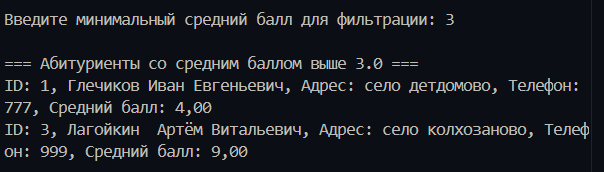 Введите минимальный средний балл для фильтрации: 3
=== Абитуриенты со средним баллом выше 3.0 ===
ID: 1, Глечиков Иван Евгеньевич, Адрес: село детдомово, Телефон:
777, Средний балл: 4,00
ID: 3, Лагойкин  Артём Витальевич, Адрес: село колхозаново, Телеф
он: 999, Средний балл: 9,00